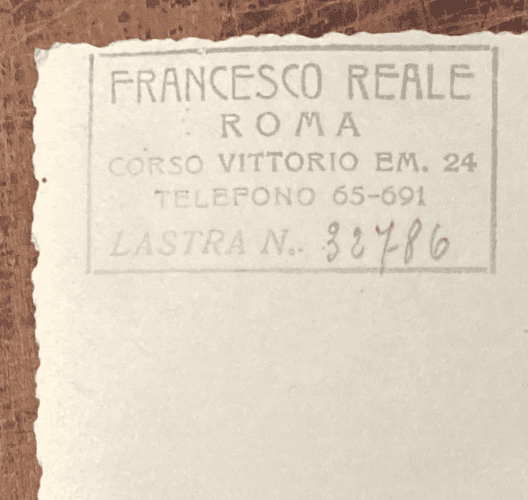 FRANCESCO REALE
ROMA
CORSO VITTORIO EM. 24
TELEFONO 65-691
LASTRA N.. 32786